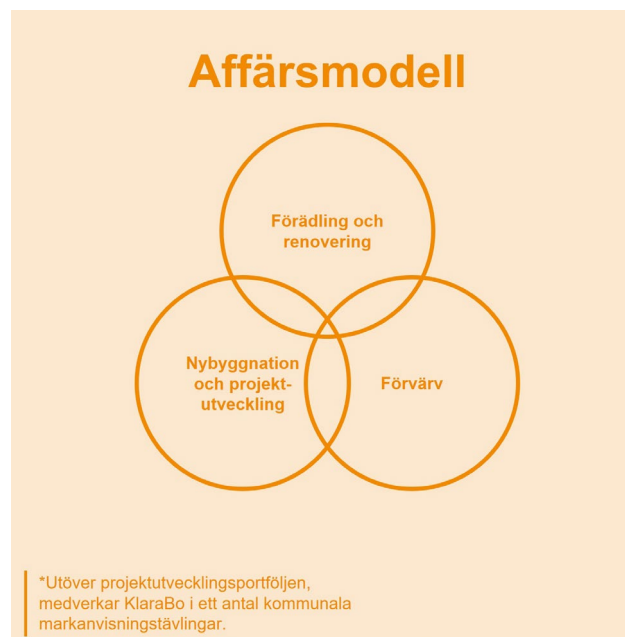 Affärsmodell
Förädling och
renovering
Nybyggnation
och projekt-
utveckling
Förvärv
*Utöver projektutvecklingsportföljen,
medverkar KlaraBo i ett antal kommunala
markanvisningstävlingar.